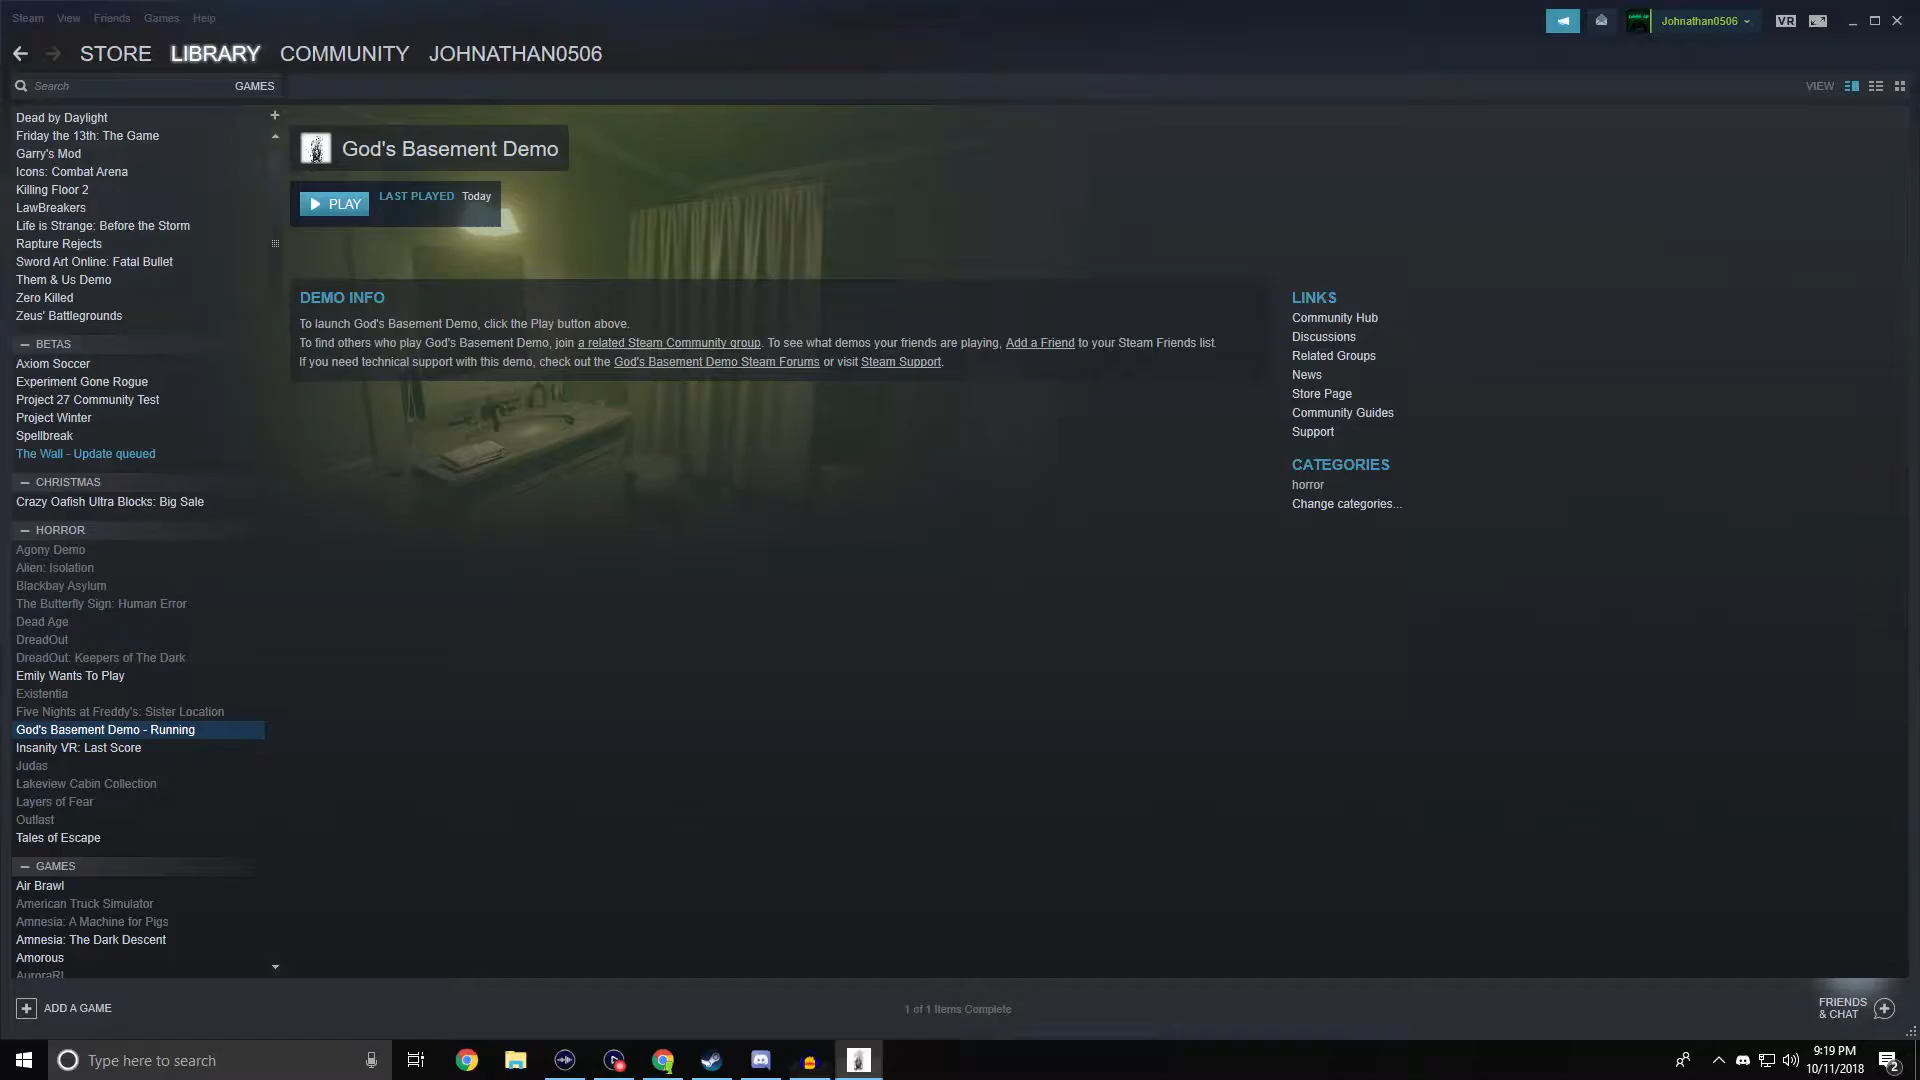 Steam View Friends Games Help
Johnathan0506
VR
STORE LIBRARY COMMUNITY JOHNATHAN0506
Search GAMES
VIEW
Dead by Daylight
Friday the 13th: The Game
Garry's Mod
Icons: Combat Arena
Killing Floor 2
LawBreakers
Life is Strange: Before the Storm
Rapture Rejects
Sword Art Online: Fatal Bullet
Them & Us Demo
Zero Killed
Zeus' Battlegrounds
BETAS
Axiom Soccer
Experiment Gone Rogue
Project 27 Community Test
Project Winter
Spellbreak
The Wall - Update queued
CHRISTMAS
Crazy Oafish Ultra Blocks: Big Sale
HORROR
Agony Demo
Alien: Isolation
Blackbay Asylum
The Butterfly Sign: Human Error
Dead Age
DreadOut
DreadOut: Keepers of The Dark
Emily Wants To Play
Existentia
Five Nights at Freddy's: Sister Location
God's Basement Demo - Running
Insanity VR: Last Score
Judas
Lakeview Cabin Collection
Layers of Fear
Outlast
Tales of Escape
GAMES
Air Brawl
American Truck Simulator
Amnesia: A Machine for Pigs
Amnesia: The Dark Descent
Amorous
AuroraRL
God's Basement Demo
PLAY LAST PLAYED Today
DEMO INFO
To launch God's Basement Demo, click the Play button above.
To find others who play God's Basement Demo, join a related Steam Community group. To see what demos your friends are playing, Add a Friend to your Steam Friends list.
If you need technical support with this demo, check out the God's Basement Demo Steam Forums or visit Steam Support.
LINKS
Community Hub
Discussions
Related Groups
News
Store Page
Community Guides
Support
CATEGORIES
horror
Change categories...
ADD A GAME
1 of 1 Items Complete
FRIENDS
& CHAT
Type here to search
9:19 PM
10/11/2018
2